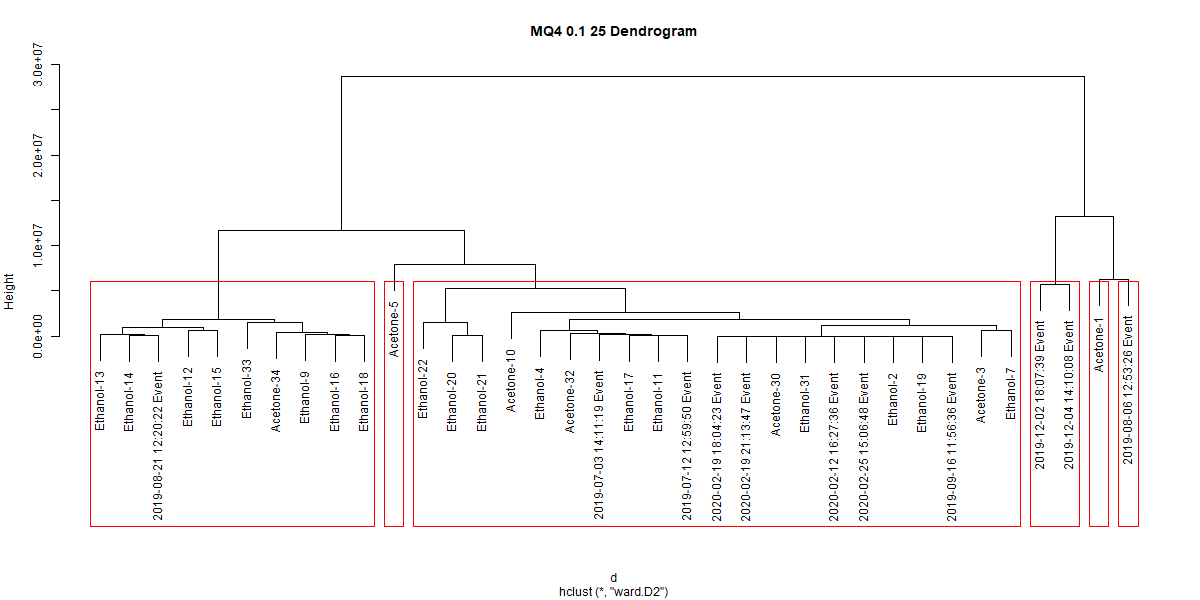 MQ4 0.1 25 Dendrogram
Height
3.0e+07
2.0e+07
1.0e+07
0.0e+00
Ethanol-13
Ethanol-14
2019-08-21 12:20:22 Event
Ethanol-12
Ethanol-15
Ethanol-33
Acetone-34
Ethanol-9
Ethanol-16
Ethanol-18
Acetone-5
Ethanol-22
Ethanol-20
Ethanol-21
Acetone-10
Ethanol-4
Acetone-32
2019-07-03 14:11:19 Event
Ethanol-17
Ethanol-11
2019-07-12 12:59:50 Event
2020-02-19 18:04:23 Event
2020-02-19 21:13:47 Event
Acetone-30
Ethanol-31
2020-02-12 16:27:36 Event
2020-02-25 15:06:48 Event
Ethanol-2
Ethanol-19
2019-09-16 11:56:36 Event
Acetone-3
Ethanol-7
2019-12-02 18:07:39 Event
2019-12-04 14:10:08 Event
Acetone-1
2019-08-06 12:53:26 Event
d
hclust (*, "ward.D2")